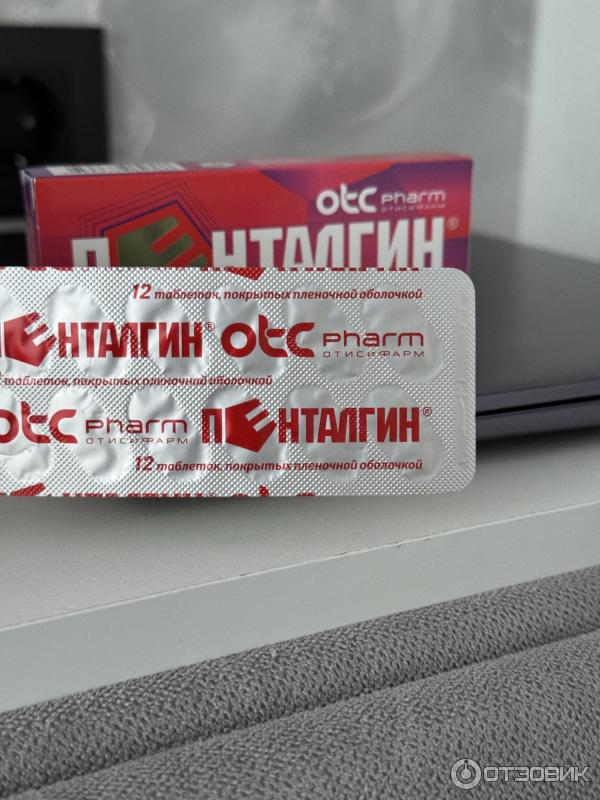 otc pharm
ОТИСИФАРМ
ПЕНТАЛГИН®
12 таблеток, покрытых пленочной оболочкой
ПЕНТАЛГИН® otc pharm
ОТИСИФАРМ
таблеток, покрытых пленочной оболочкой
otc pharm ПЕНТАЛГИН®
ОТИСИФАРМ
12 таблеток, покрытых пленочной оболочкой
ОТЗОВИК